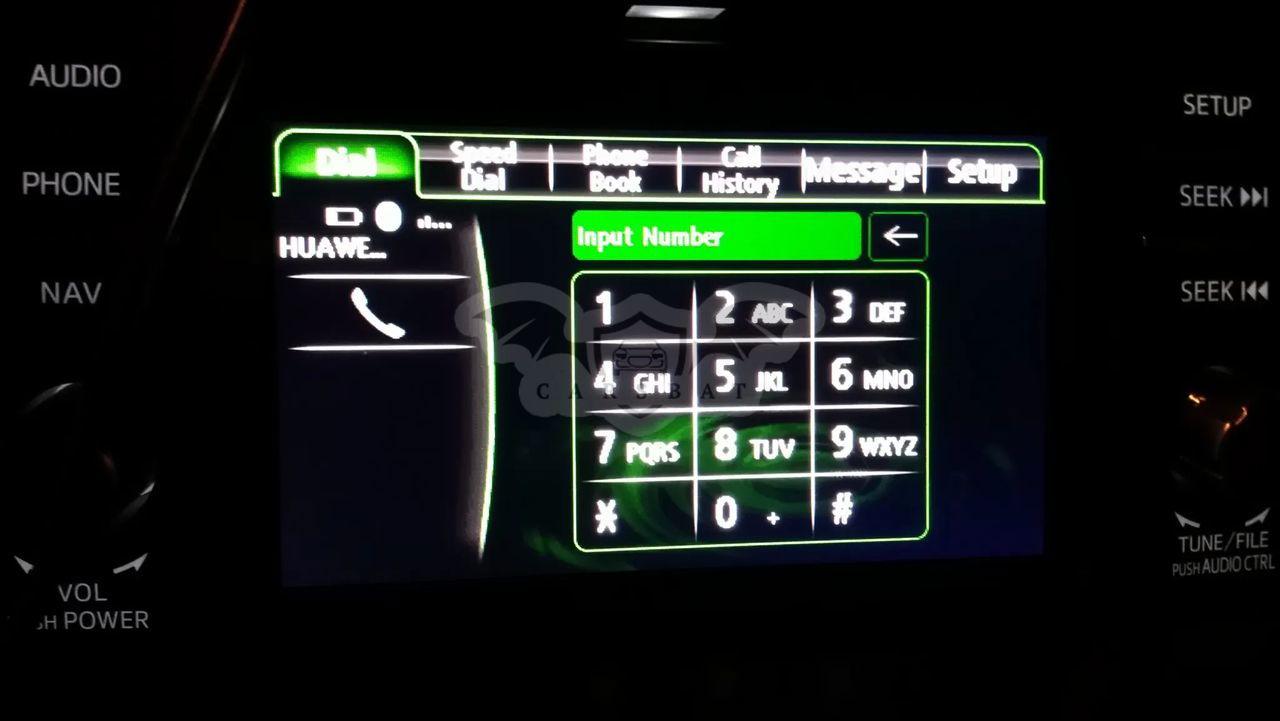 AUDIO
PHONE
NAV
VOL
SH POWER
SETUP
SEEK
SEEK
TUNE/FILE
PUSH AUDIO CTRL
Dial
Speed
Dial
Phone
Book
Call
History
Message
Setup
HUAWE...
Input Number
1
2 ABC
3 DEF
4 GHI
5 JKL
6 MNO
7 PQRS
8 TUV
9 WXYZ
*
0 +
#
CARSBAT